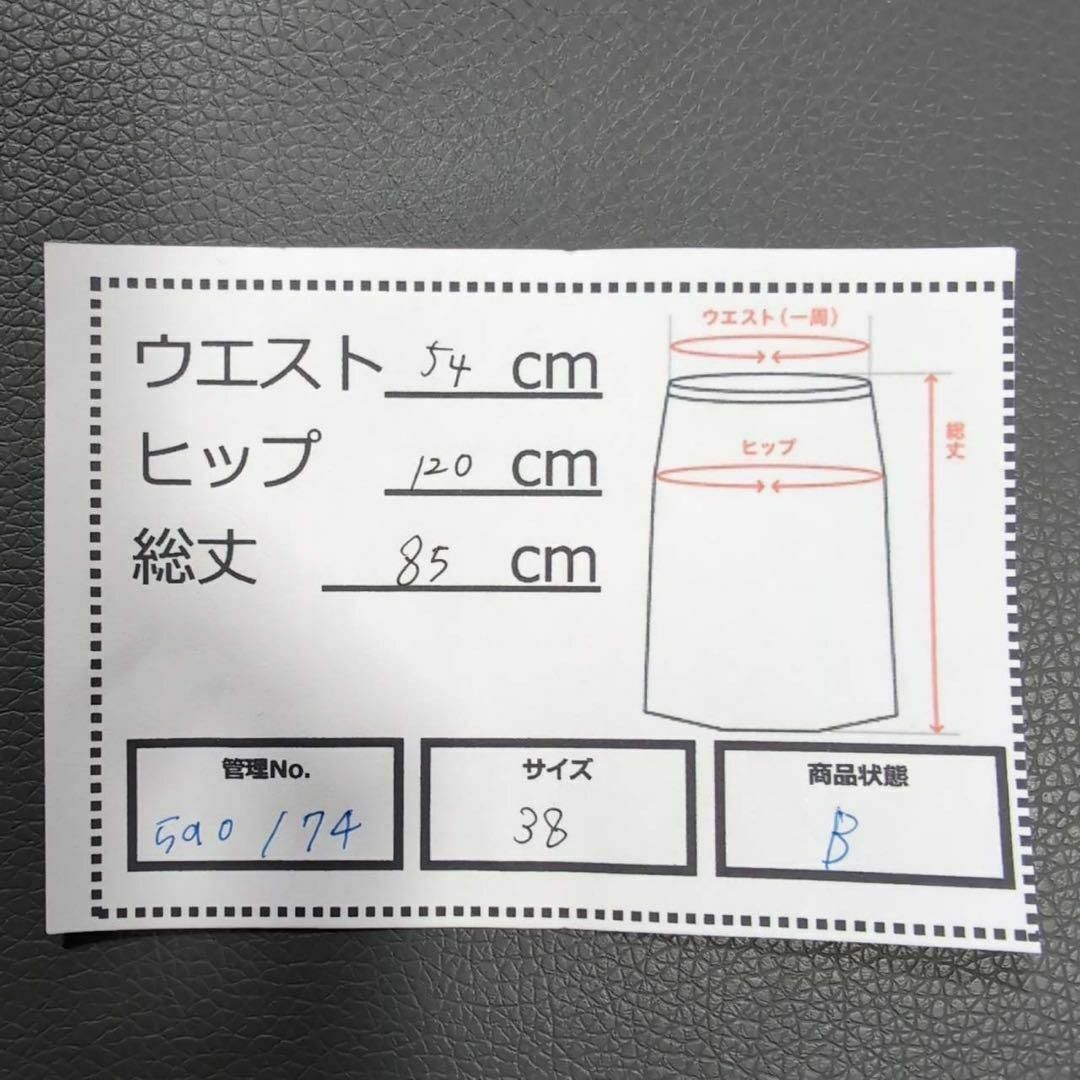 ウエスト 54 cm
ヒップ 120 cm
総丈 85 cm
ウエスト(一周)
ヒップ
総丈
管理No.
590 /74
サイズ
38
商品状態
B